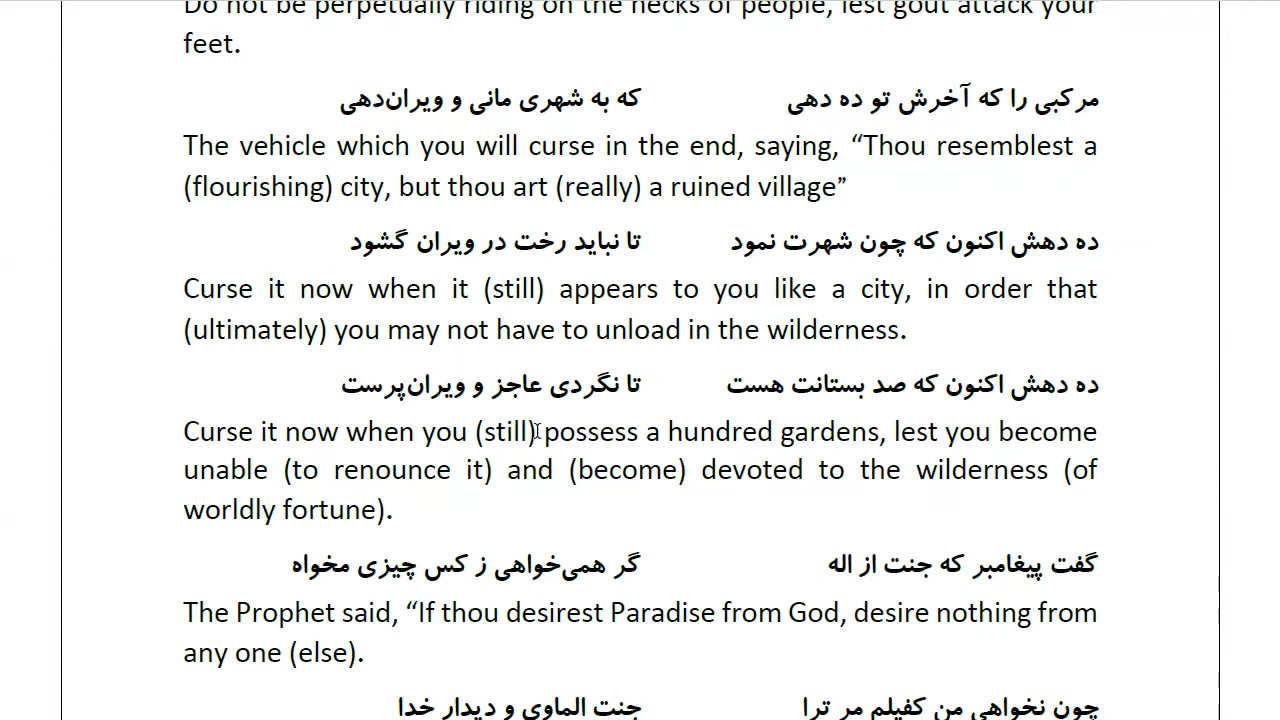 Do not be perpetually riding on the necks of people, lest gout attack your
feet.
مرکبی را که آخرش تو ده دهی که به شهری مانی و ویران‌دهی
The vehicle which you will curse in the end, saying, “Thou resemblest a
(flourishing) city, but thou art (really) a ruined village”
ده دهش اکنون که چون شهرت نمود تا نباید رخت در ویران گشود
Curse it now when it (still) appears to you like a city, in order that
(ultimately) you may not have to unload in the wilderness.
ده دهش اکنون که صد بستانت هست تا نگردی عاجز و ویران‌پرست
Curse it now when you (still) possess a hundred gardens, lest you become
unable (to renounce it) and (become) devoted to the wilderness (of
worldly fortune).
گفت پیغامبر که جنت از اله گر همی‌خواهی ز کس چیزی مخواه
The Prophet said, “If thou desirest Paradise from God, desire nothing from
any one (else).
چون نخواهی من کفیلم مر ترا جنت الماوی و دیدار خدا